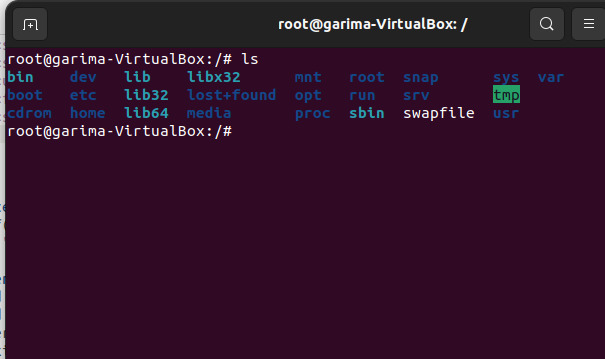 root@garima-VirtualBox: /
root@garima-VirtualBox:/# ls
bin dev lib libx32 mnt root snap sys var
boot etc lib32 lost+found opt run srv tmp
cdrom home lib64 media proc sbin swapfile usr
root@garima-VirtualBox:/#